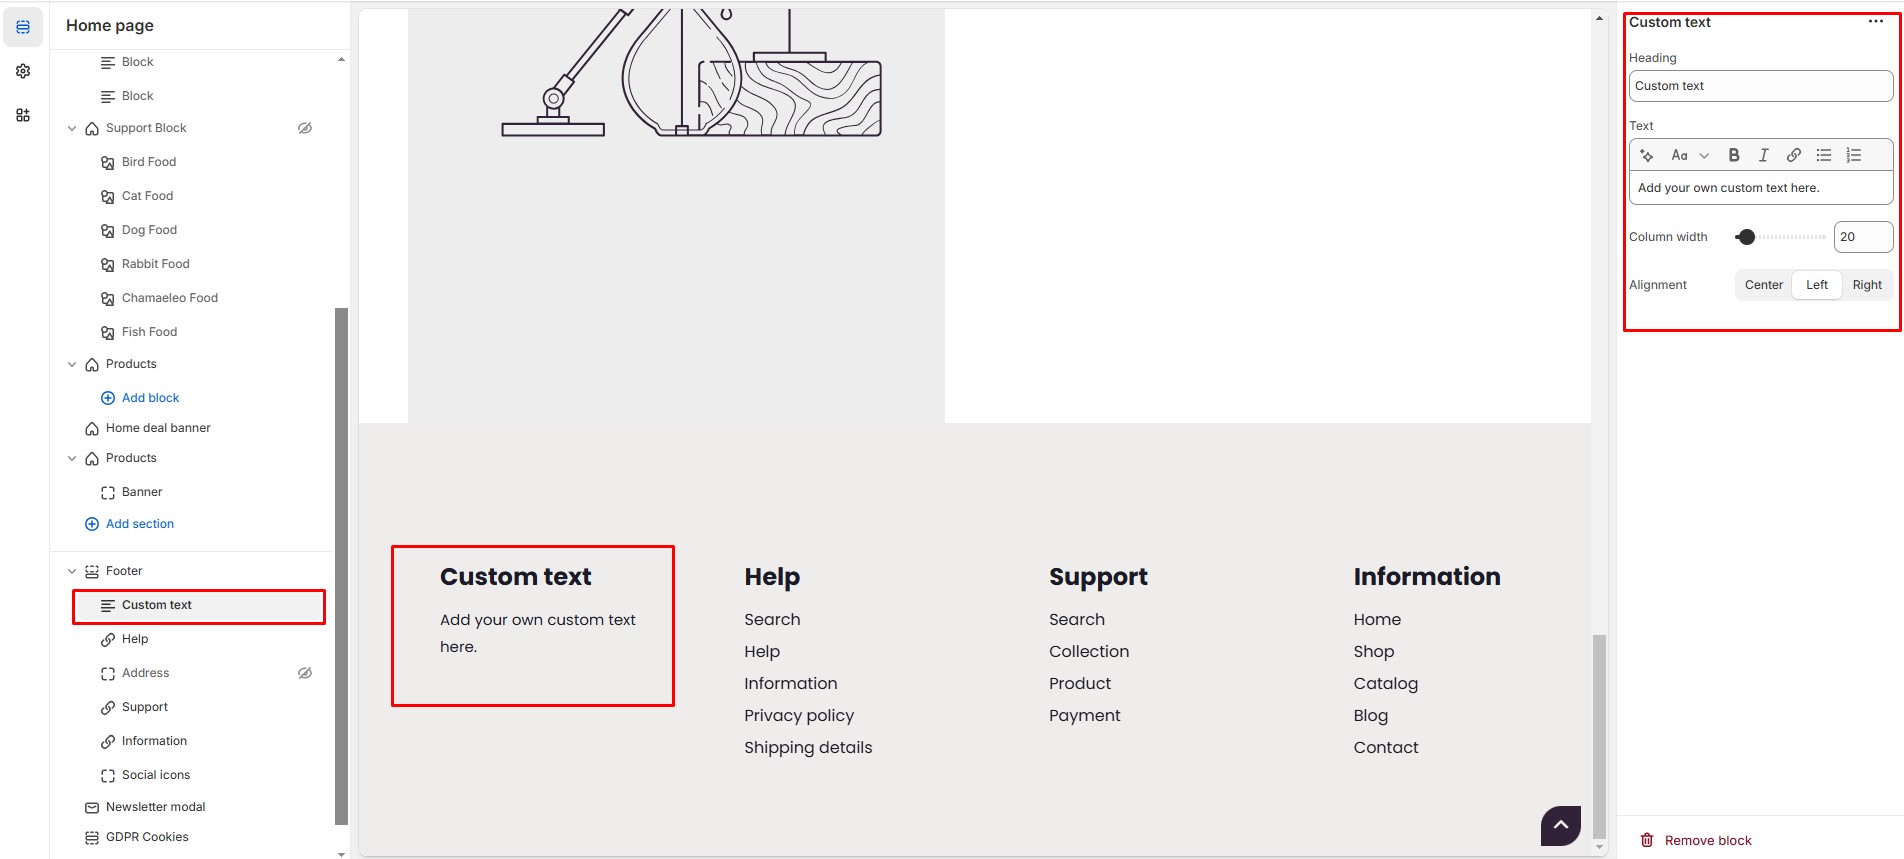 Home page
Block
Block
Support Block
Bird Food
Cat Food
Dog Food
Rabbit Food
Chamaeleo Food
Fish Food
Products
Add block
Home deal banner
Products
Banner
Add section
Footer
Custom text
Help
Address
Support
Information
Social icons
Newsletter modal
GDPR Cookies
Custom text
Add your own custom text
here.
Help
Search
Help
Information
Privacy policy
Shipping details
Support
Search
Collection
Product
Payment
Information
Home
Shop
Catalog
Blog
Contact
Custom text
Heading
Custom text
Text
Aa B I
Add your own custom text here.
Column width 20
Alignment Center Left Right
Remove block